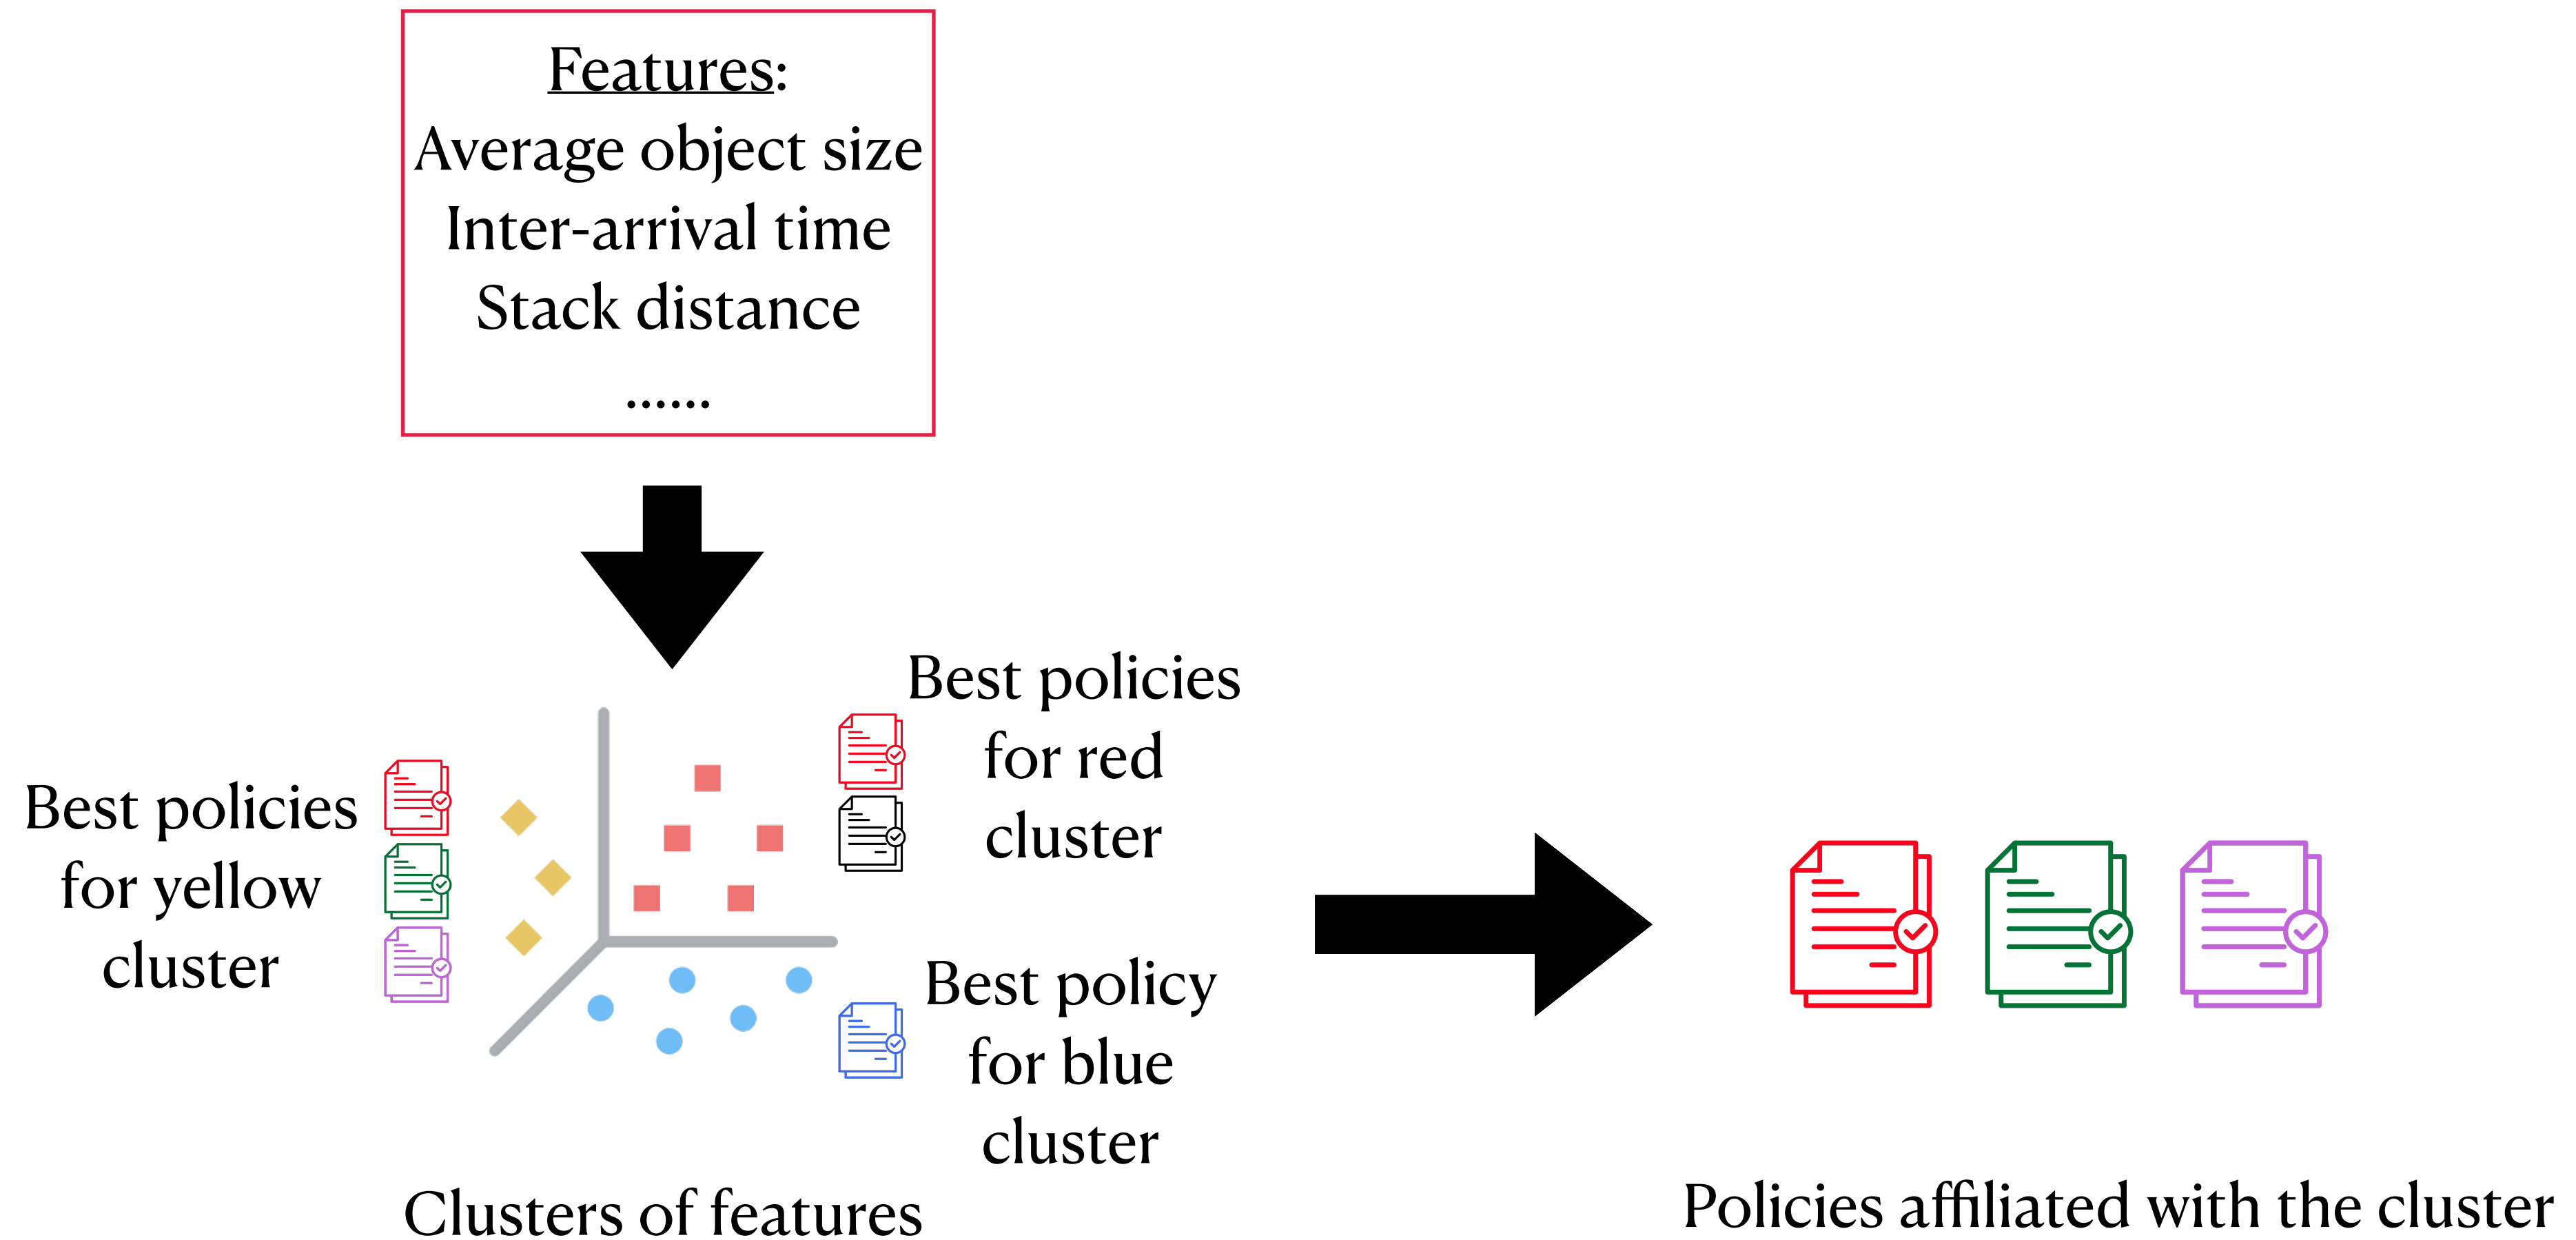 Features:
Average object size
Inter-arrival time
Stack distance
......
Best policies
for yellow
cluster
Best policies
for red
cluster
Best policy
for blue
cluster
Clusters of features
Policies affiliated with the cluster